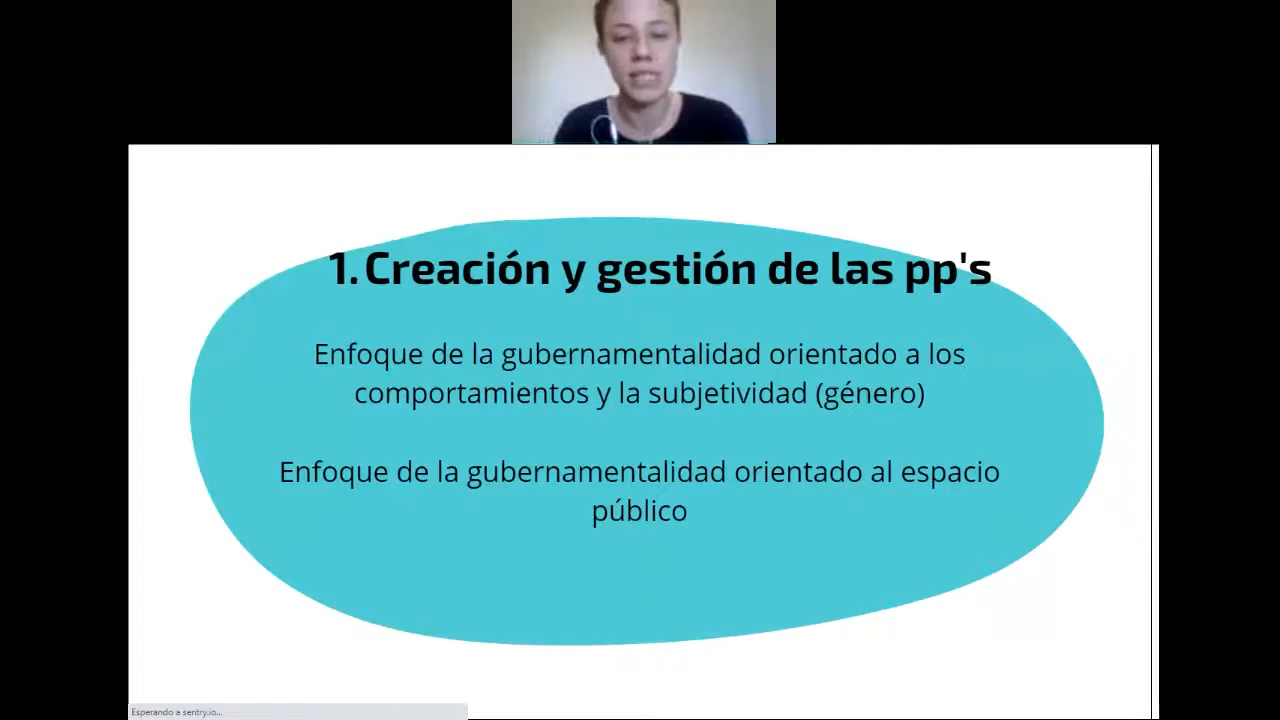 1. Creación y gestión de las pp's
Enfoque de la gubernamentalidad orientado a los
comportamientos y la subjetividad (género)
Enfoque de la gubernamentalidad orientado al espacio
público
Esperando a sentry.io...